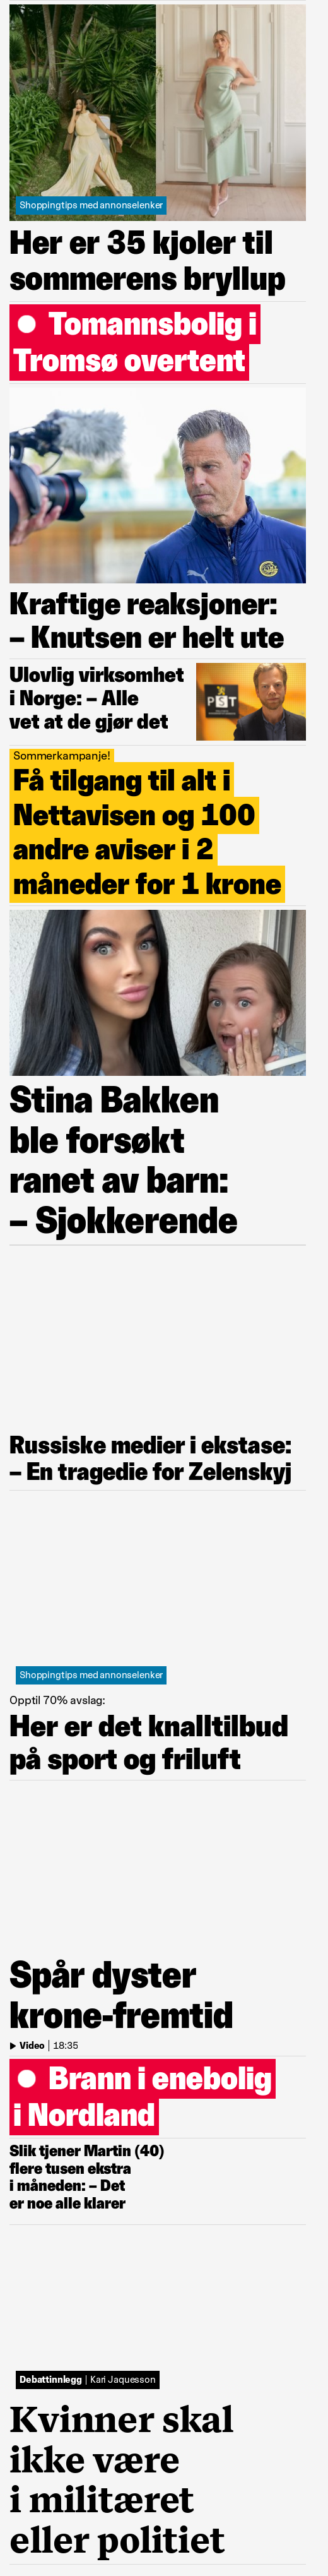 Shoppingtips med annonselenker
Her er 35 kjoler til
sommerens bryllup
Tomannsbolig i
Tromsø overtent
Kraftige reaksjoner:
– Knutsen er helt ute
Ulovlig virksomhet
i Norge: – Alle
vet at de gjør det
PST
Sommerkampanje!
Få tilgang til alt i
Nettavisen og 100
andre aviser i 2
måneder for 1 krone
Stina Bakken
ble forsøkt
ranet av barn:
– Sjokkerende
Russiske medier i ekstase:
– En tragedie for Zelenskyj
Shoppingtips med annonselenker
Opptil 70% avslag:
Her er det knalltilbud
på sport og friluft
Spår dyster
krone-fremtid
Video | 18:35
Brann i enebolig
i Nordland
Slik tjener Martin (40)
flere tusen ekstra
i måneden: – Det
er noe alle klarer
Debattinnlegg | Karl Jaquesson
Kvinner skal
ikke være
i militæret
eller politiet